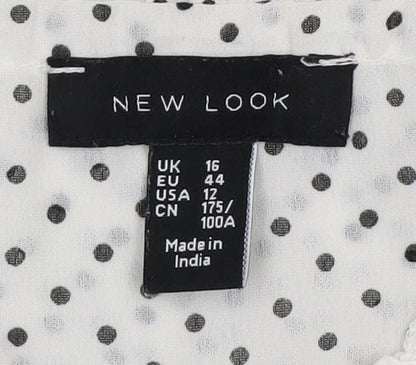 NEW LOOK
UK 16
EU 44
USA 12
CN 175/
100A
Made in
India